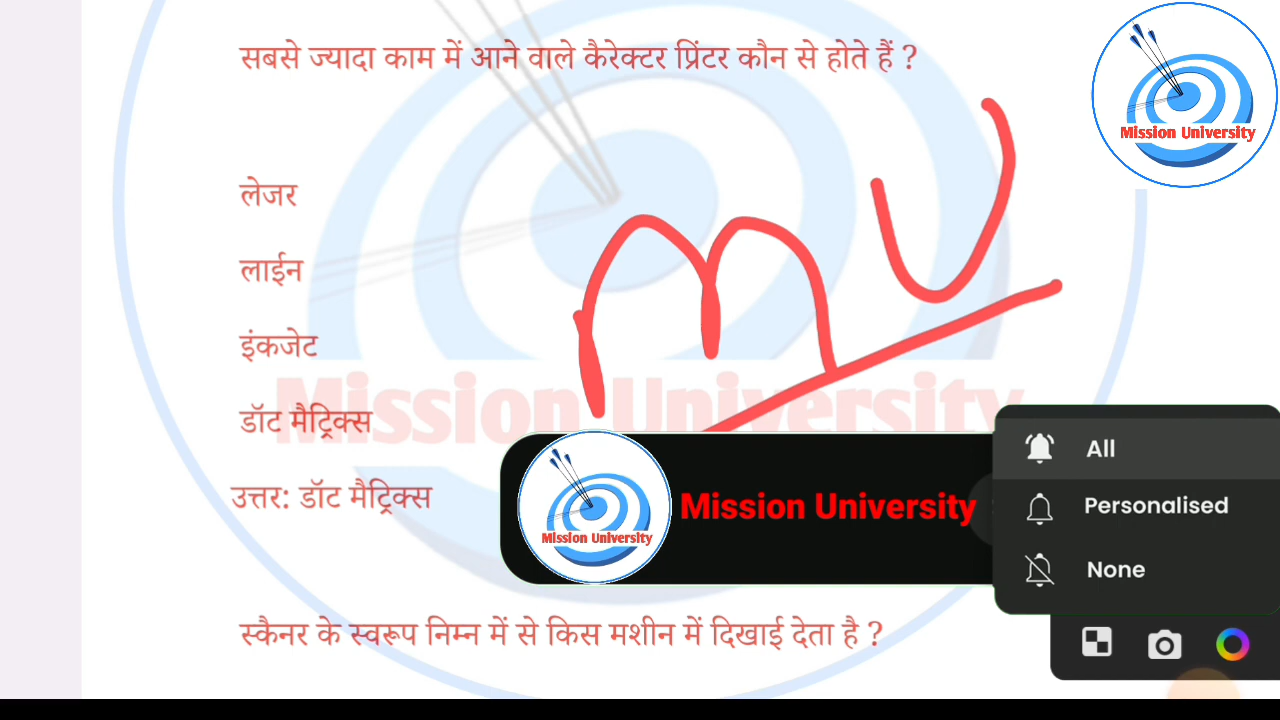 सबसे ज्यादा काम में आने वाले कैरेक्टर प्रिंटर कौन से होते हैं ?
Mission University
लेजर
लाईन
इंकजेट
डॉट मैट्रिक्स
उत्तर: डॉट मैट्रिक्स
mU
Mission University
Mission University
Mission University
All
Personalised
None
स्कैनर के स्वरूप निम्न में से किस मशीन में दिखाई देता है ?